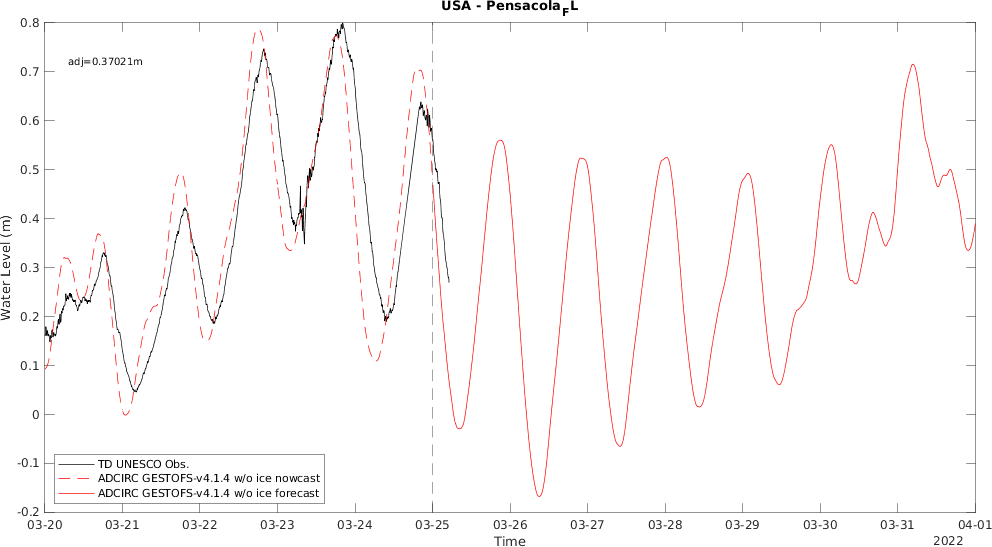 USA - Pensacola_FL
adj=0.37021m
0.8
0.7
0.6
0.5
0.4
0.3
0.2
0.1
0
-0.1
-0.2
Water Level (m)
TD UNESCO Obs.
ADCIRC GESTOFS-v4.1.4 w/o ice nowcast
ADCIRC GESTOFS-v4.1.4 w/o ice forecast
03-20 03-21 03-22 03-23 03-24 03-25 03-26 03-27 03-28 03-29 03-30 03-31 04-01
Time
2022